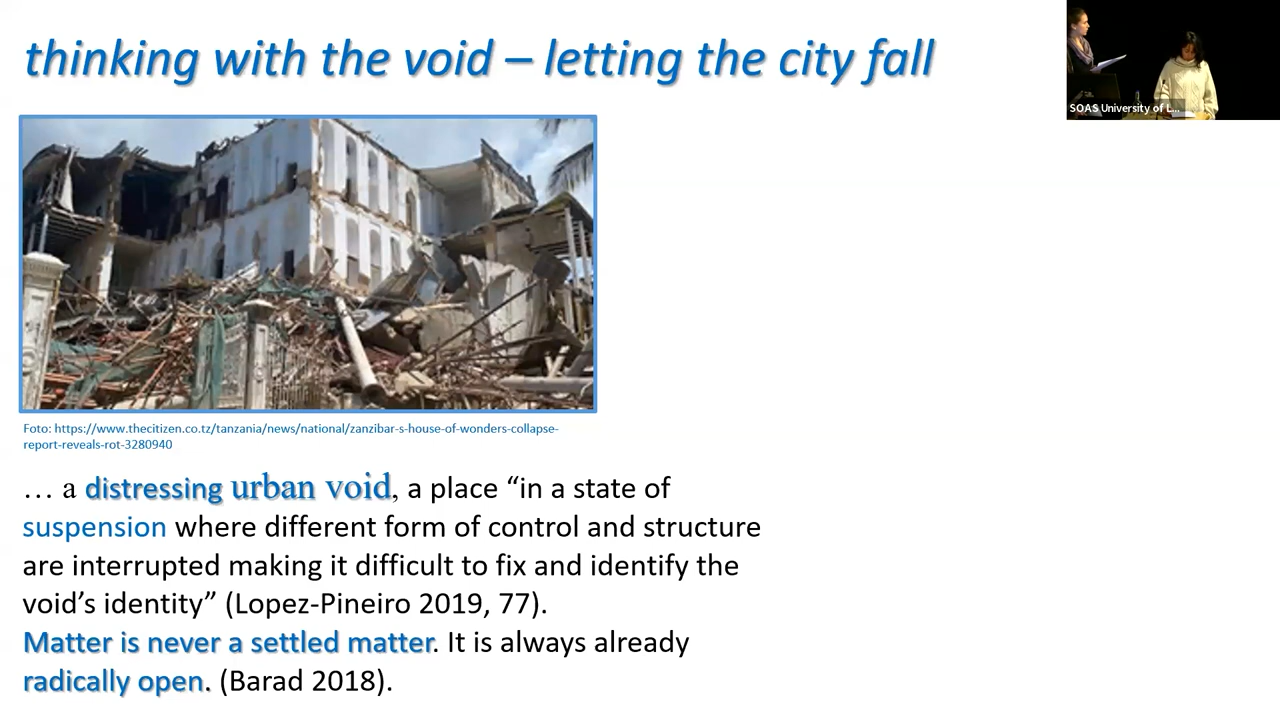 thinking with the void – letting the city fall
SOAS University of L...
Foto: https://www.thecitizen.co.tz/tanzania/news/national/zanzibar-s-house-of-wonders-collapse-
report-reveals-rot-3280940
… a distressing urban void, a place “in a state of
suspension where different form of control and structure
are interrupted making it difficult to fix and identify the
void’s identity” (Lopez-Pineiro 2019, 77).
Matter is never a settled matter. It is always already
radically open. (Barad 2018).